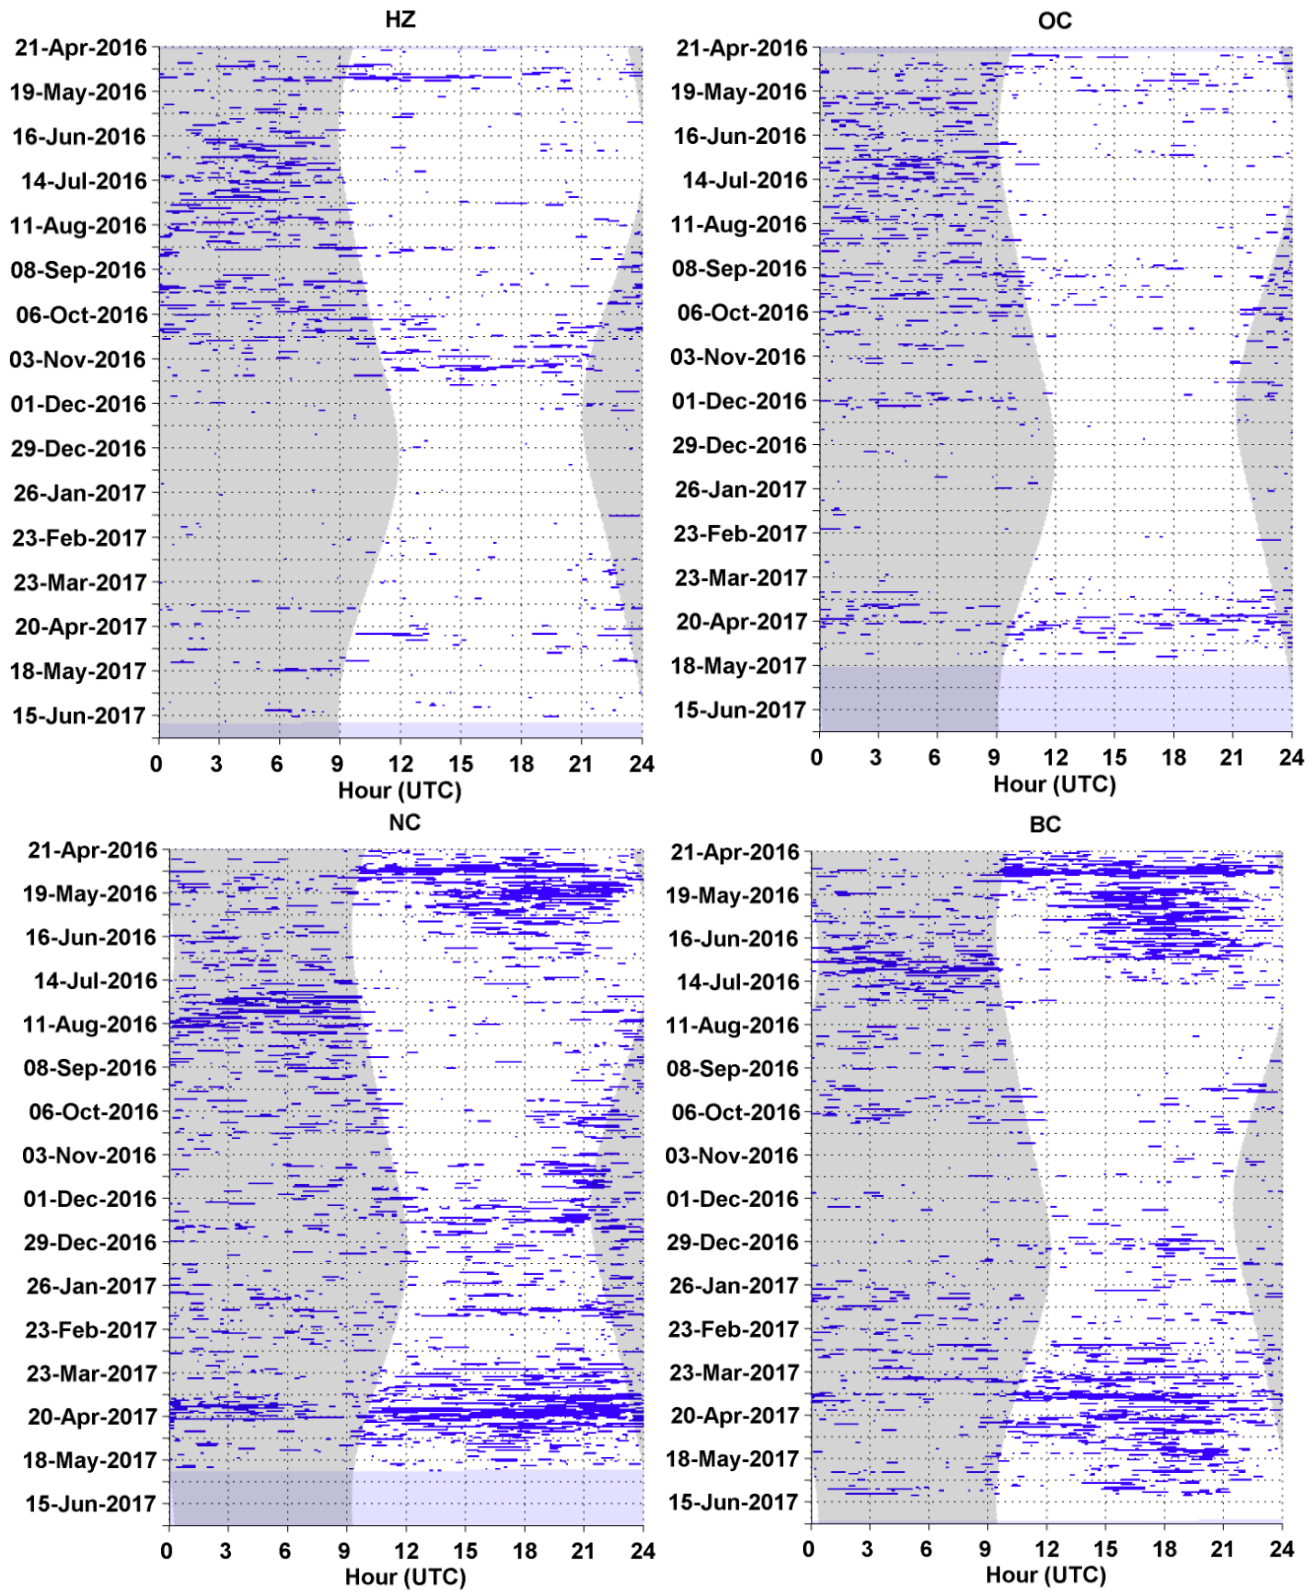 HZ
21-Apr-2016
19-May-2016
16-Jun-2016
14-Jul-2016
11-Aug-2016
08-Sep-2016
06-Oct-2016
03-Nov-2016
01-Dec-2016
29-Dec-2016
26-Jan-2017
23-Feb-2017
23-Mar-2017
20-Apr-2017
18-May-2017
15-Jun-2017
0 3 6 9 12 15 18 21 24
Hour (UTC)
OC
21-Apr-2016
19-May-2016
16-Jun-2016
14-Jul-2016
11-Aug-2016
08-Sep-2016
06-Oct-2016
03-Nov-2016
01-Dec-2016
29-Dec-2016
26-Jan-2017
23-Feb-2017
23-Mar-2017
20-Apr-2017
18-May-2017
15-Jun-2017
0 3 6 9 12 15 18 21 24
Hour (UTC)
NC
21-Apr-2016
19-May-2016
16-Jun-2016
14-Jul-2016
11-Aug-2016
08-Sep-2016
06-Oct-2016
03-Nov-2016
01-Dec-2016
29-Dec-2016
26-Jan-2017
23-Feb-2017
23-Mar-2017
20-Apr-2017
18-May-2017
15-Jun-2017
0 3 6 9 12 15 18 21 24
Hour (UTC)
BC
21-Apr-2016
19-May-2016
16-Jun-2016
14-Jul-2016
11-Aug-2016
08-Sep-2016
06-Oct-2016
03-Nov-2016
01-Dec-2016
29-Dec-2016
26-Jan-2017
23-Feb-2017
23-Mar-2017
20-Apr-2017
18-May-2017
15-Jun-2017
0 3 6 9 12 15 18 21 24
Hour (UTC)